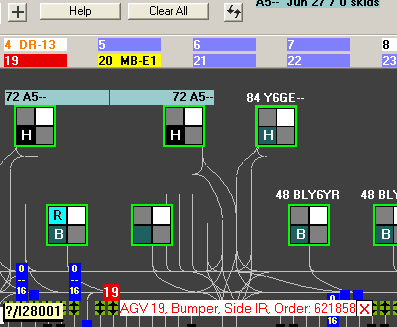 A5-- Jun 27 7 0 skids
+ Help Clear All
4 DR-13 5 6 7 8
19 20 MB-E1 21 22 23
72 A5-- 72 A5-- 84 Y6GE--
H H H
48 BLY6YR 48 BLY6YR
R
B B B
0 0
16 16 19 16 16
?/I28001 AGV 19, Bumper, Side IR, Order: 621858 X